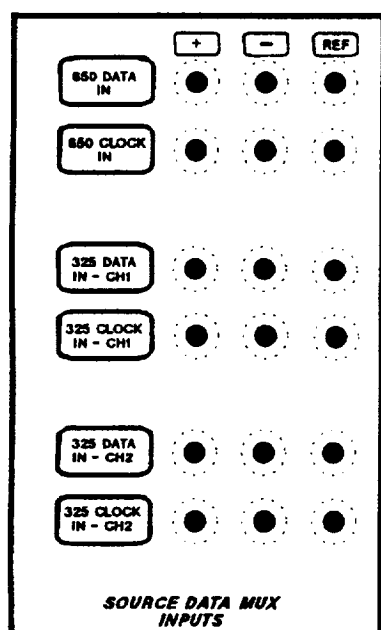 + − REF
650 DATA
IN
650 CLOCK
IN
325 DATA
IN - CH1
325 CLOCK
IN - CH1
325 DATA
IN - CH2
325 CLOCK
IN - CH2
SOURCE DATA MUX
INPUTS